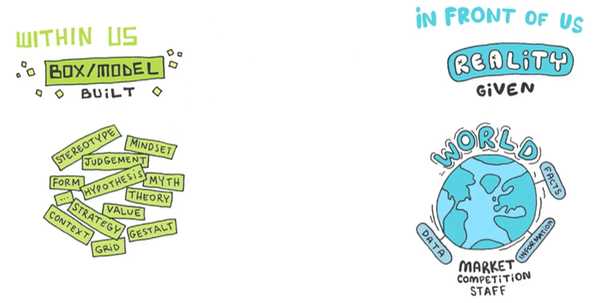 WITHIN US
BOX/MODEL
BUILT
STEREOTYPE
MINDSET
JUDGEMENT
FORM
HYPOTHESIS
MYTH
...
THEORY
STRATEGY
VALUE
CONTEXT
GESTALT
GRID
IN FRONT OF US
REALITY
GIVEN
WORLD
FACTS
DATA
INFORMATION
MARKET
COMPETITION
STAFF